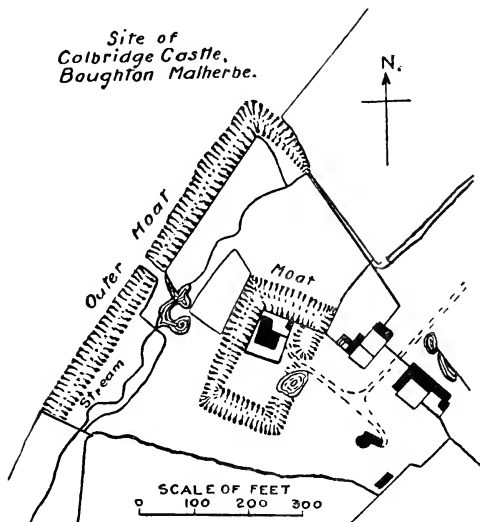 Site of
Colbridge Castle,
Boughton Malherbe.
N.
Outer Moat
Moat
Stream
SCALE OF FEET
0 100 200 300